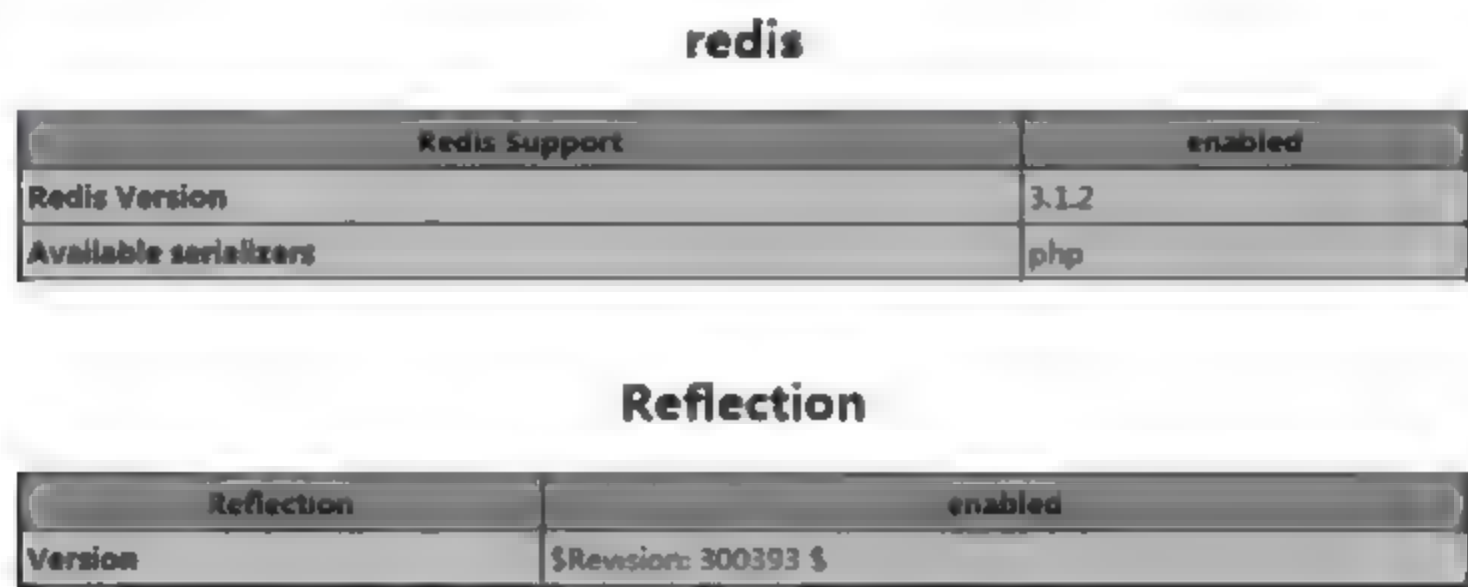 redis
Redis Support enabled
Redis Version 3.1.2
Available serializers php
Reflection
Reflection enabled
Version $Revision: 300393 $